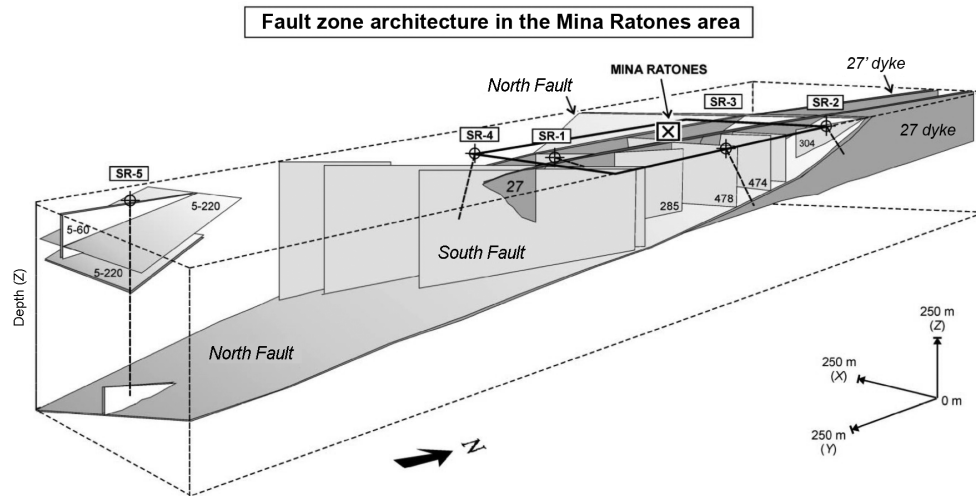 Fault zone architecture in the Mina Ratones area
27' dyke
MINA RATONES
North Fault
SR-3
SR-2
SR-4
SR-1
27 dyke
304
SR-5
27
474
478
285
5-220
5-60
5-220
South Fault
Depth (Z)
North Fault
250 m
(Z)
250 m
(X)
0 m
250 m
(Y)
N